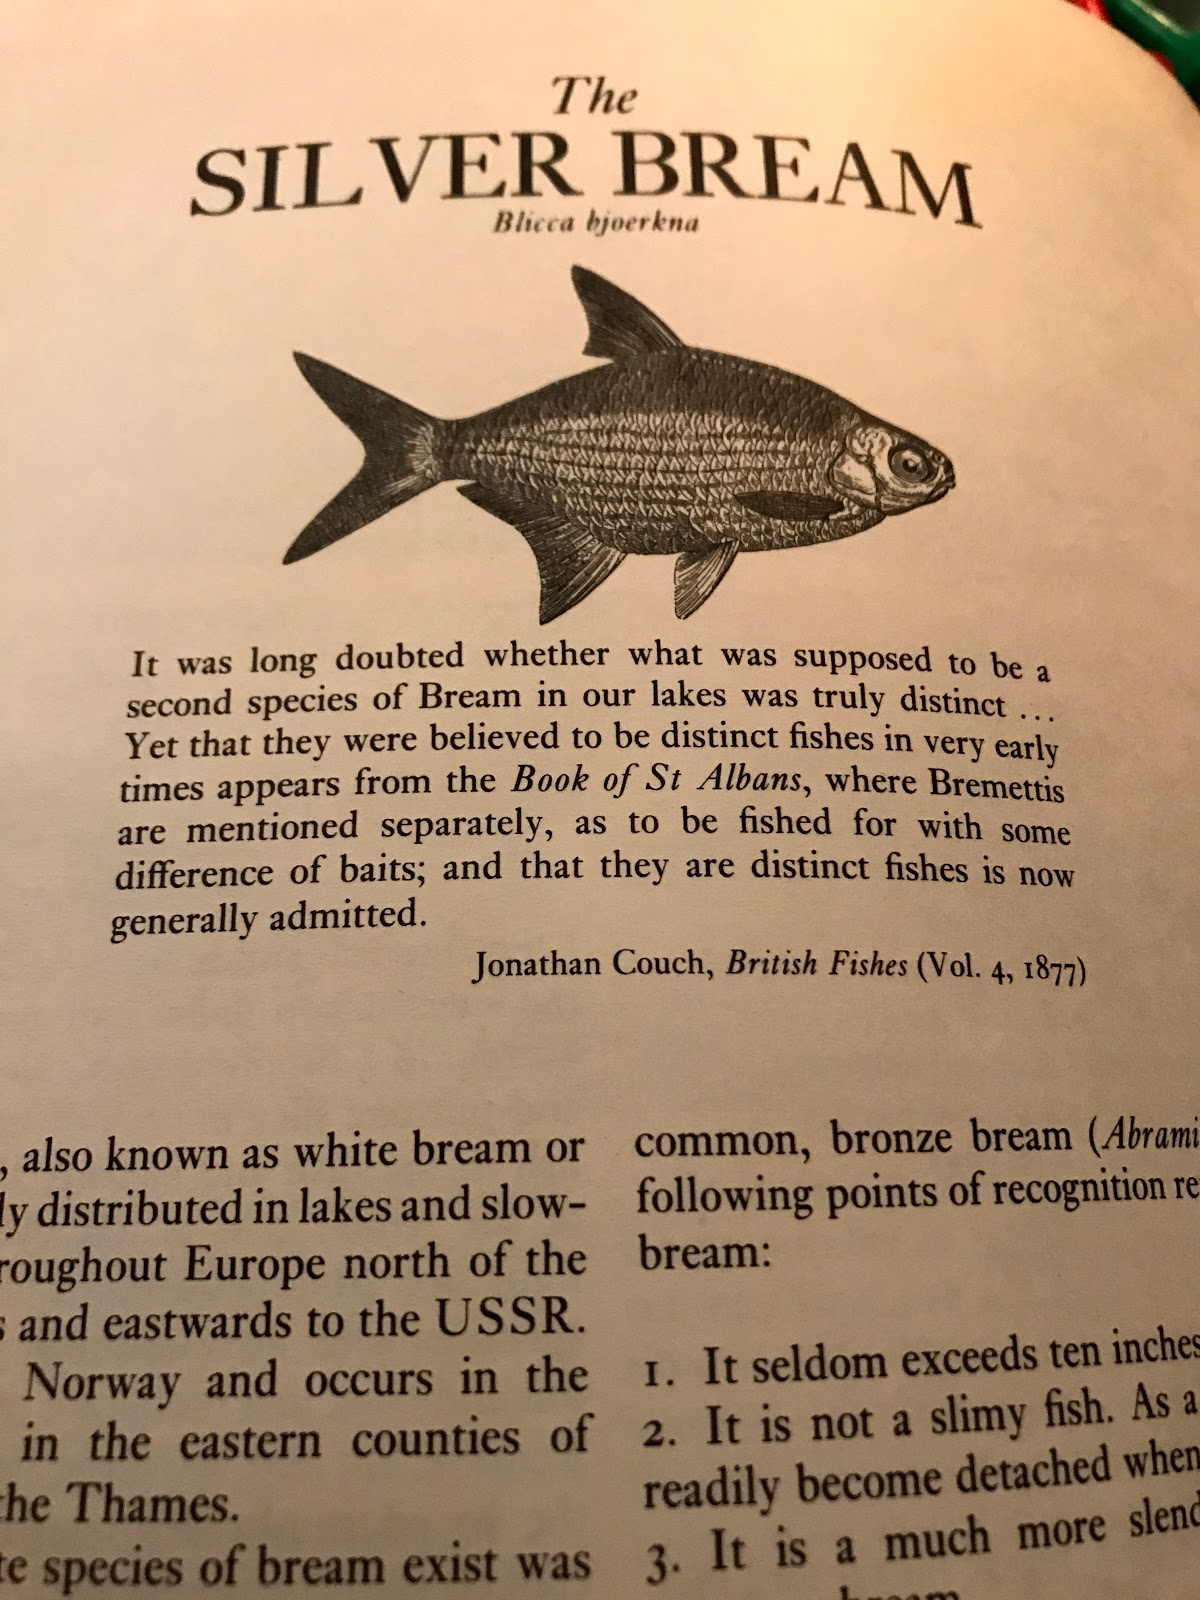 The
SILVER BREAM
Blicca bjoerkna
It was long doubted whether what was supposed to be a
second species of Bream in our lakes was truly distinct ...
Yet that they were believed to be distinct fishes in very early
times appears from the Book of St Albans, where Bremettis
are mentioned separately, as to be fished for with some
difference of baits; and that they are distinct fishes is now
generally admitted.
Jonathan Couch, British Fishes (Vol. 4, 1877)
, also known as white bream or
ly distributed in lakes and slow-
roughout Europe north of the
s and eastwards to the USSR.
Norway and occurs in the
in the eastern counties of
the Thames.
te species of bream exist was
common, bronze bream (Abrami
following points of recognition re
bream:
1. It seldom exceeds ten inches
2. It is not a slimy fish. As a
readily become detached when
3. It is a much more slend
bream